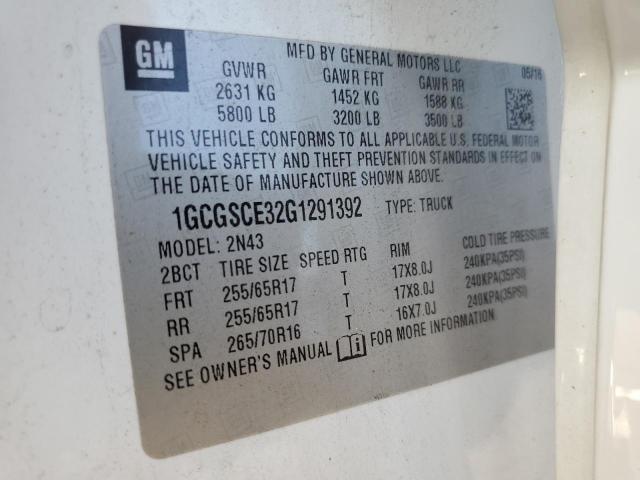 GM
MFD BY GENERAL MOTORS LLC
GVWR GAWR FRT GAWR RR 05/16
2631 KG 1452 KG 1588 KG
5800 LB 3200 LB 3500 LB
THIS VEHICLE CONFORMS TO ALL APPLICABLE U.S. FEDERAL MOTOR
VEHICLE SAFETY AND THEFT PREVENTION STANDARDS IN EFFECT ON
THE DATE OF MANUFACTURE SHOWN ABOVE.
1GCGSCE32G1291392 TYPE: TRUCK
MODEL: 2N43
2BCT TIRE SIZE SPEED RTG RIM COLD TIRE PRESSURE
FRT 255/65R17 T 17X8.0J 240KPA(35PSI)
RR 255/65R17 T 17X8.0J 240KPA(35PSI)
SPA 265/70R16 T 16X7.0J 240KPA(35PSI)
SEE OWNER'S MANUAL FOR MORE INFORMATION.